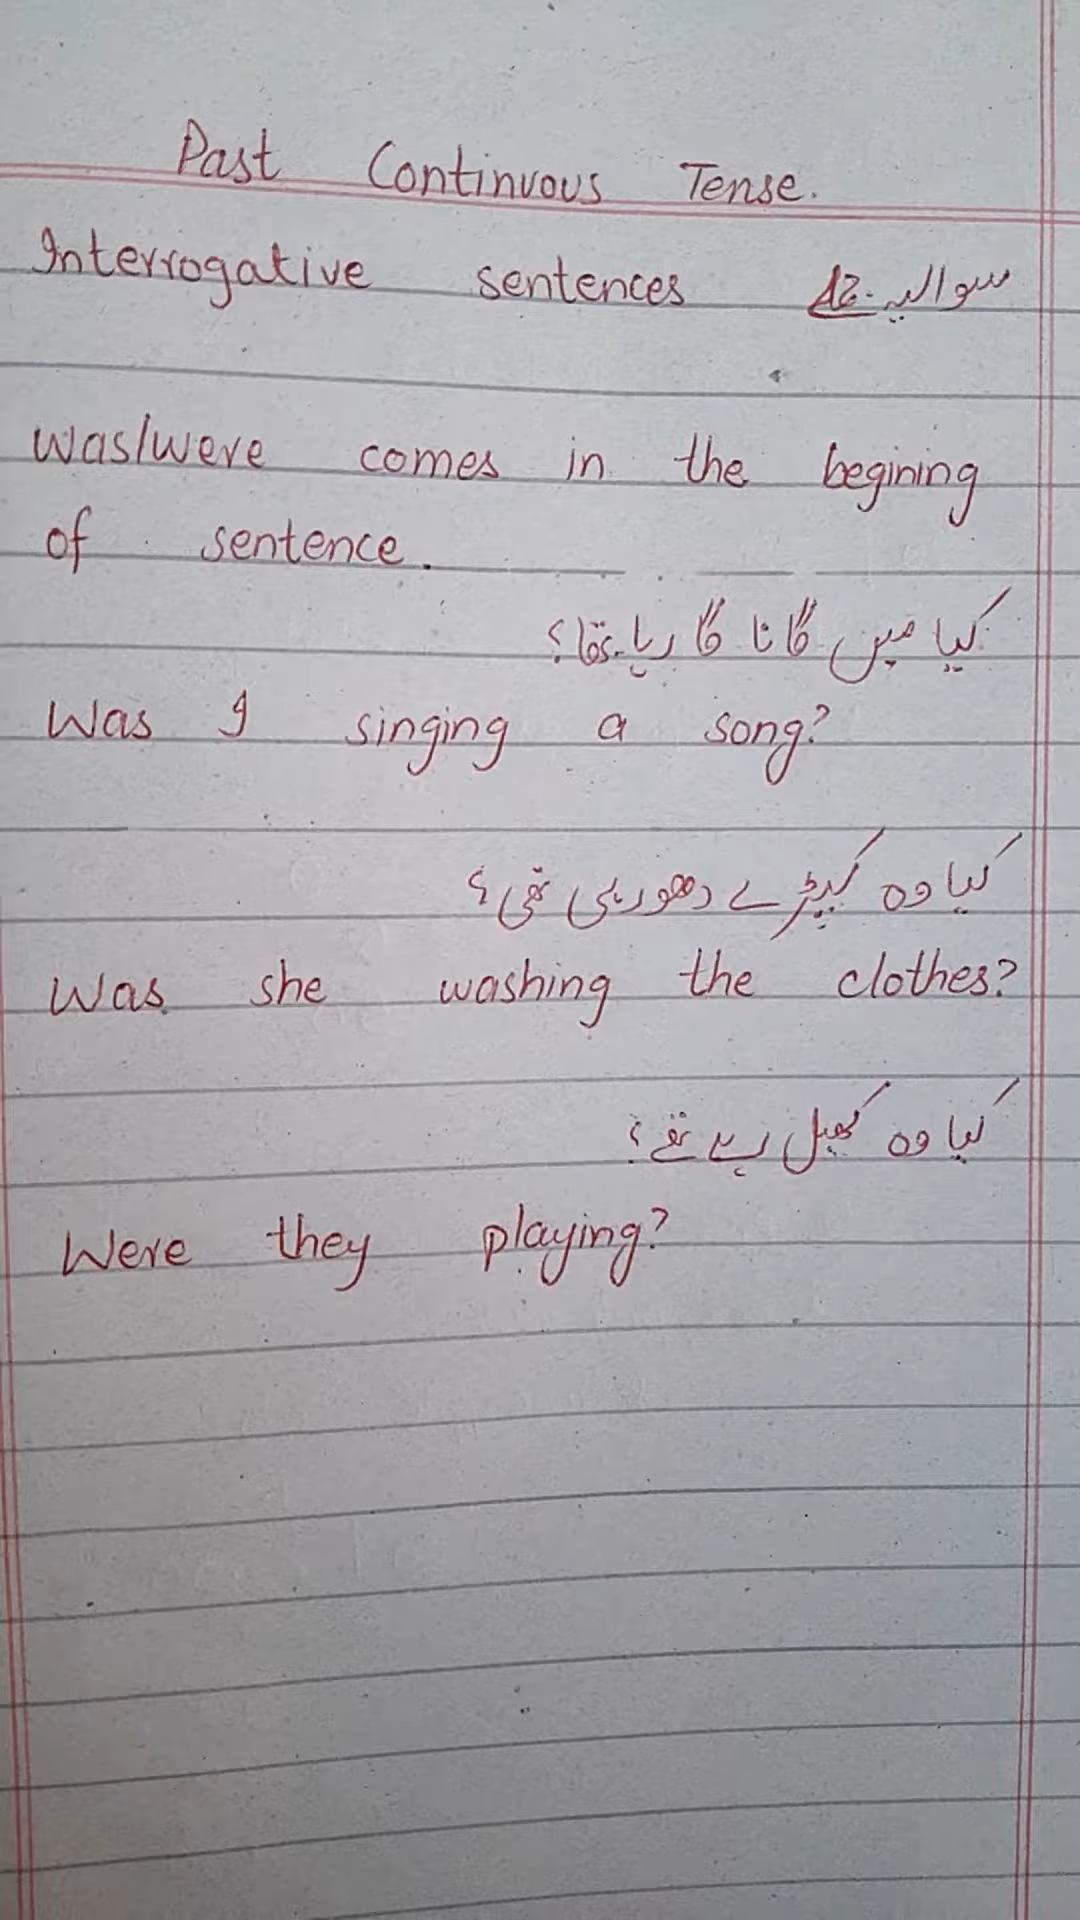 Past Continuous Tense.
Interrogative sentences سوالیہ جملے
Was/were comes in the begining
of sentence.
کیا میں گانا گا رہا تھا؟
Was I singing a song?
کیا وہ کپڑے دھو رہی تھی؟
Was she washing the clothes?
کیا وہ کھیل رہے تھے؟
Were they playing?